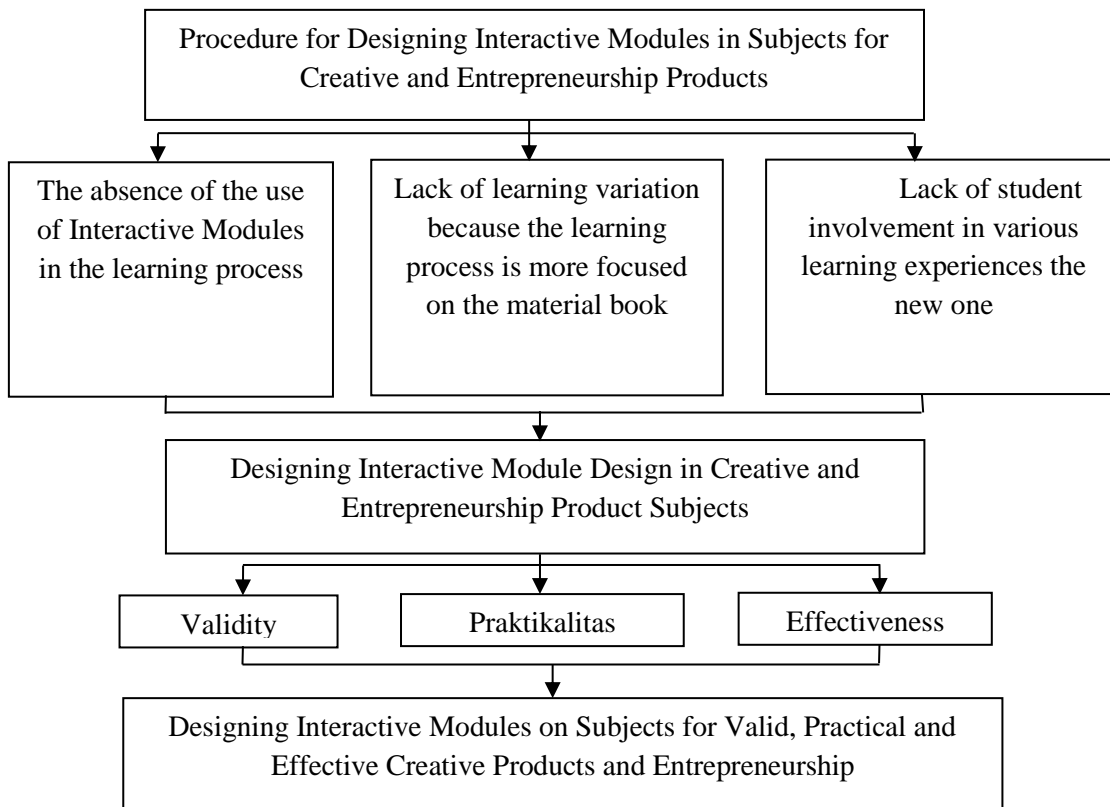 Procedure for Designing Interactive Modules in Subjects for
Creative and Entrepreneurship Products
The absence of the use
of Interactive Modules
in the learning process
Lack of learning variation
because the learning
process is more focused
on the material book
Lack of student
involvement in various
learning experiences the
new one
Designing Interactive Module Design in Creative and
Entrepreneurship Product Subjects
Validity
Praktikalitas
Effectiveness
Designing Interactive Modules on Subjects for Valid, Practical and
Effective Creative Products and Entrepreneurship